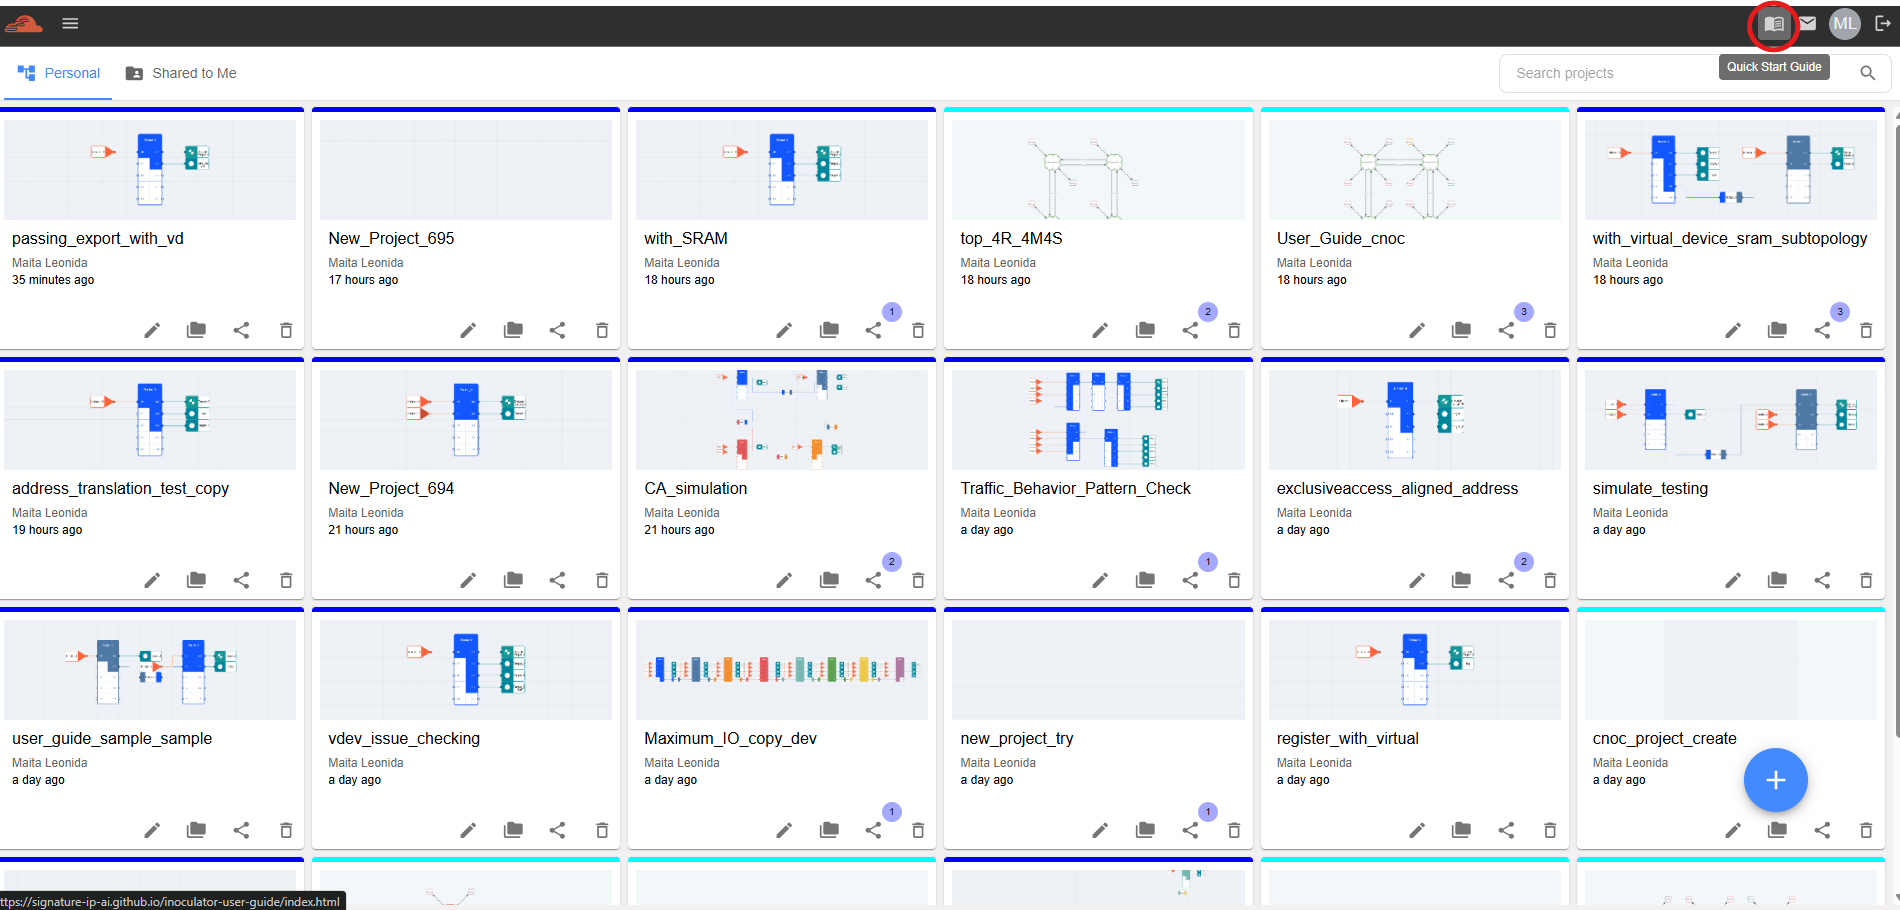 ML
Quick Start Guide
Personal
Shared to Me
Search projects
passing_export_with_vd
Maita Leonida
35 minutes ago
New_Project_695
Maita Leonida
17 hours ago
with_SRAM
Maita Leonida
18 hours ago
1
top_4R_4M4S
Maita Leonida
18 hours ago
2
User_Guide_cnoc
Maita Leonida
18 hours ago
3
with_virtual_device_sram_subtopology
Maita Leonida
18 hours ago
3
address_translation_test_copy
Maita Leonida
19 hours ago
New_Project_694
Maita Leonida
21 hours ago
CA_simulation
Maita Leonida
21 hours ago
2
Traffic_Behavior_Pattern_Check
Maita Leonida
a day ago
1
exclusiveaccess_aligned_address
Maita Leonida
a day ago
2
simulate_testing
Maita Leonida
a day ago
user_guide_sample_sample
Maita Leonida
a day ago
vdev_issue_checking
Maita Leonida
a day ago
Maximum_IO_copy_dev
Maita Leonida
a day ago
1
new_project_try
Maita Leonida
a day ago
1
register_with_virtual
Maita Leonida
a day ago
cnoc_project_create
Maita Leonida
a day ago
ttps://signature-ip-ai.github.io/inoculator-user-guide/index.html